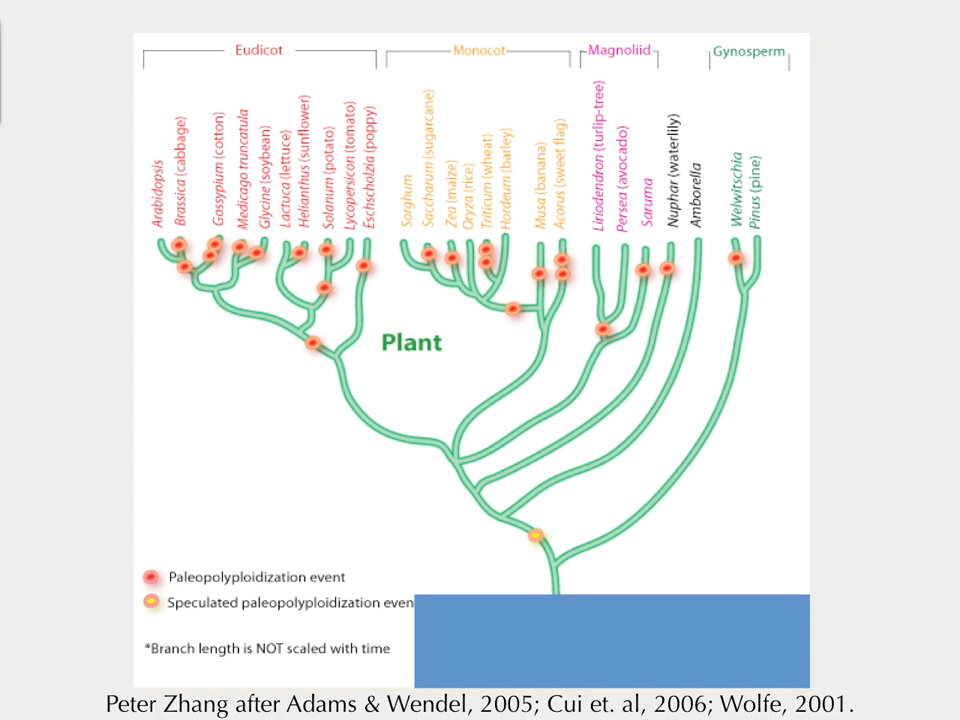 Eudicot
Monocot
Magnoliid
Gynosperm
Arabidopsis
Brassica (cabbage)
Gossypium (cotton)
Medicago truncatula
Glycine (soybean)
Lactuca (lettuce)
Helianthus (sunflower)
Solanum (potato)
Lycopersicon (tomato)
Eschscholzia (poppy)
Sorghum
Saccharum (sugarcane)
Zea (maize)
Oryza (rice)
Triticum (wheat)
Hordeum (barley)
Musa (banana)
Acorus (sweet flag)
Liriodendron (turlip-tree)
Persea (avocado)
Saruma
Nuphar (waterlily)
Amborella
Welwitschia
Pinus (pine)
Plant
Paleopolyploidization event
Speculated paleopolyploidization even
*Branch length is NOT scaled with time
Peter Zhang after Adams & Wendel, 2005; Cui et. al, 2006; Wolfe, 2001.